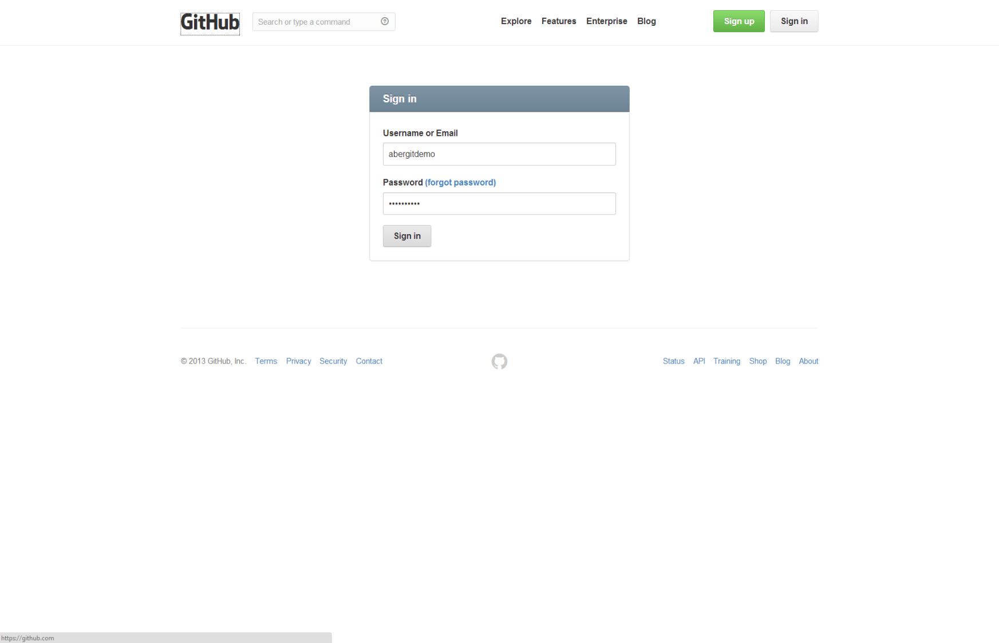 GitHub Search or type a command Explore Features Enterprise Blog Sign up Sign in
Sign in
Username or Email
abergitdemo
Password (forgot password)
••••••••••
Sign in
© 2013 GitHub, Inc. Terms Privacy Security Contact Status API Training Shop Blog About
https://github.com